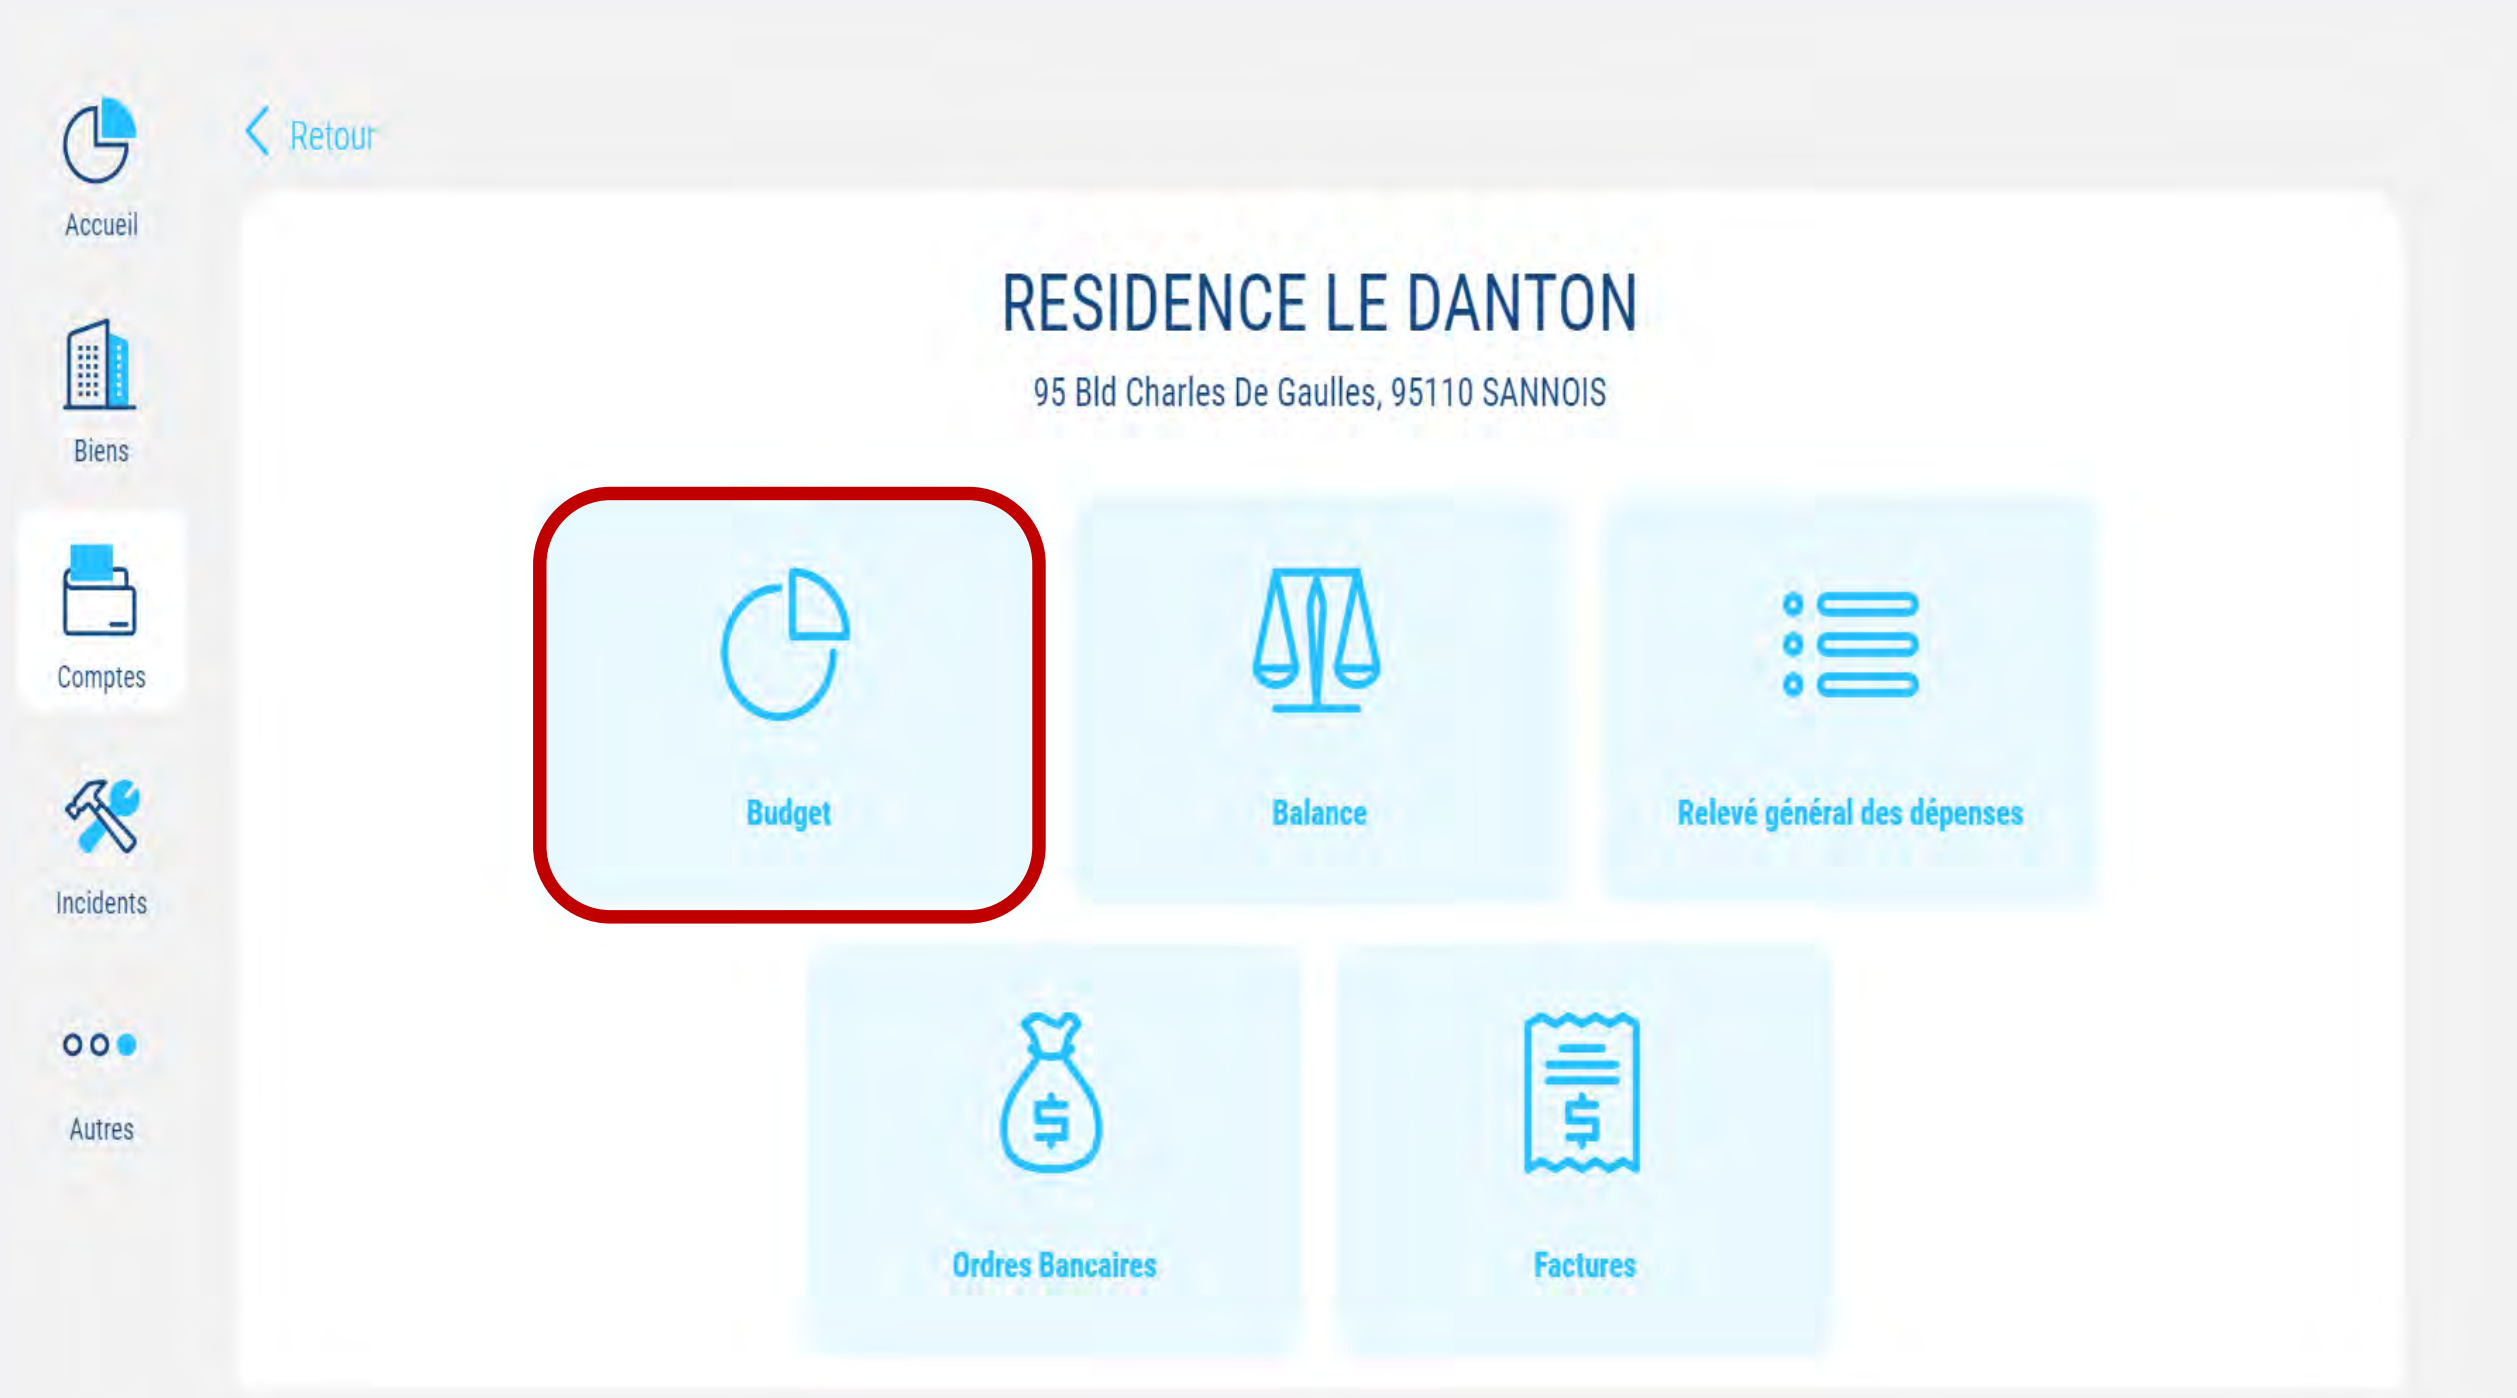 Retour
Accueil
Biens
Comptes
Incidents
Autres
RESIDENCE LE DANTON
95 Bld Charles De Gaulles, 95110 SANNOIS
Budget
Balance
Relevé général des dépenses
$
$
Ordres Bancaires
Factures